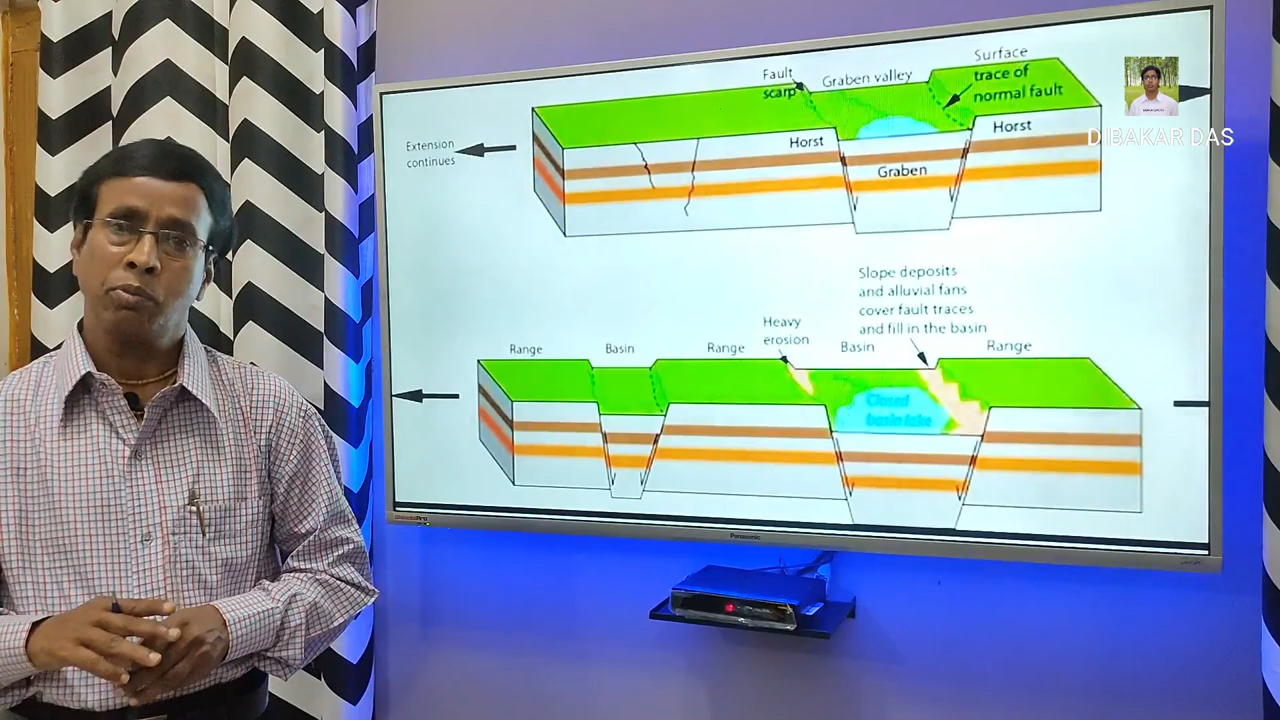 Surface
trace of
normal fault
Fault
scarp
Graben valley
DIBAKAR DAS
Extension
continues
Horst
Horst
Graben
Slope deposits
and alluvial fans
cover fault traces
and fill in the basin
Heavy
erosion
Range
Basin
Range
Basin
Range
Closed
basin lake
Panasonic